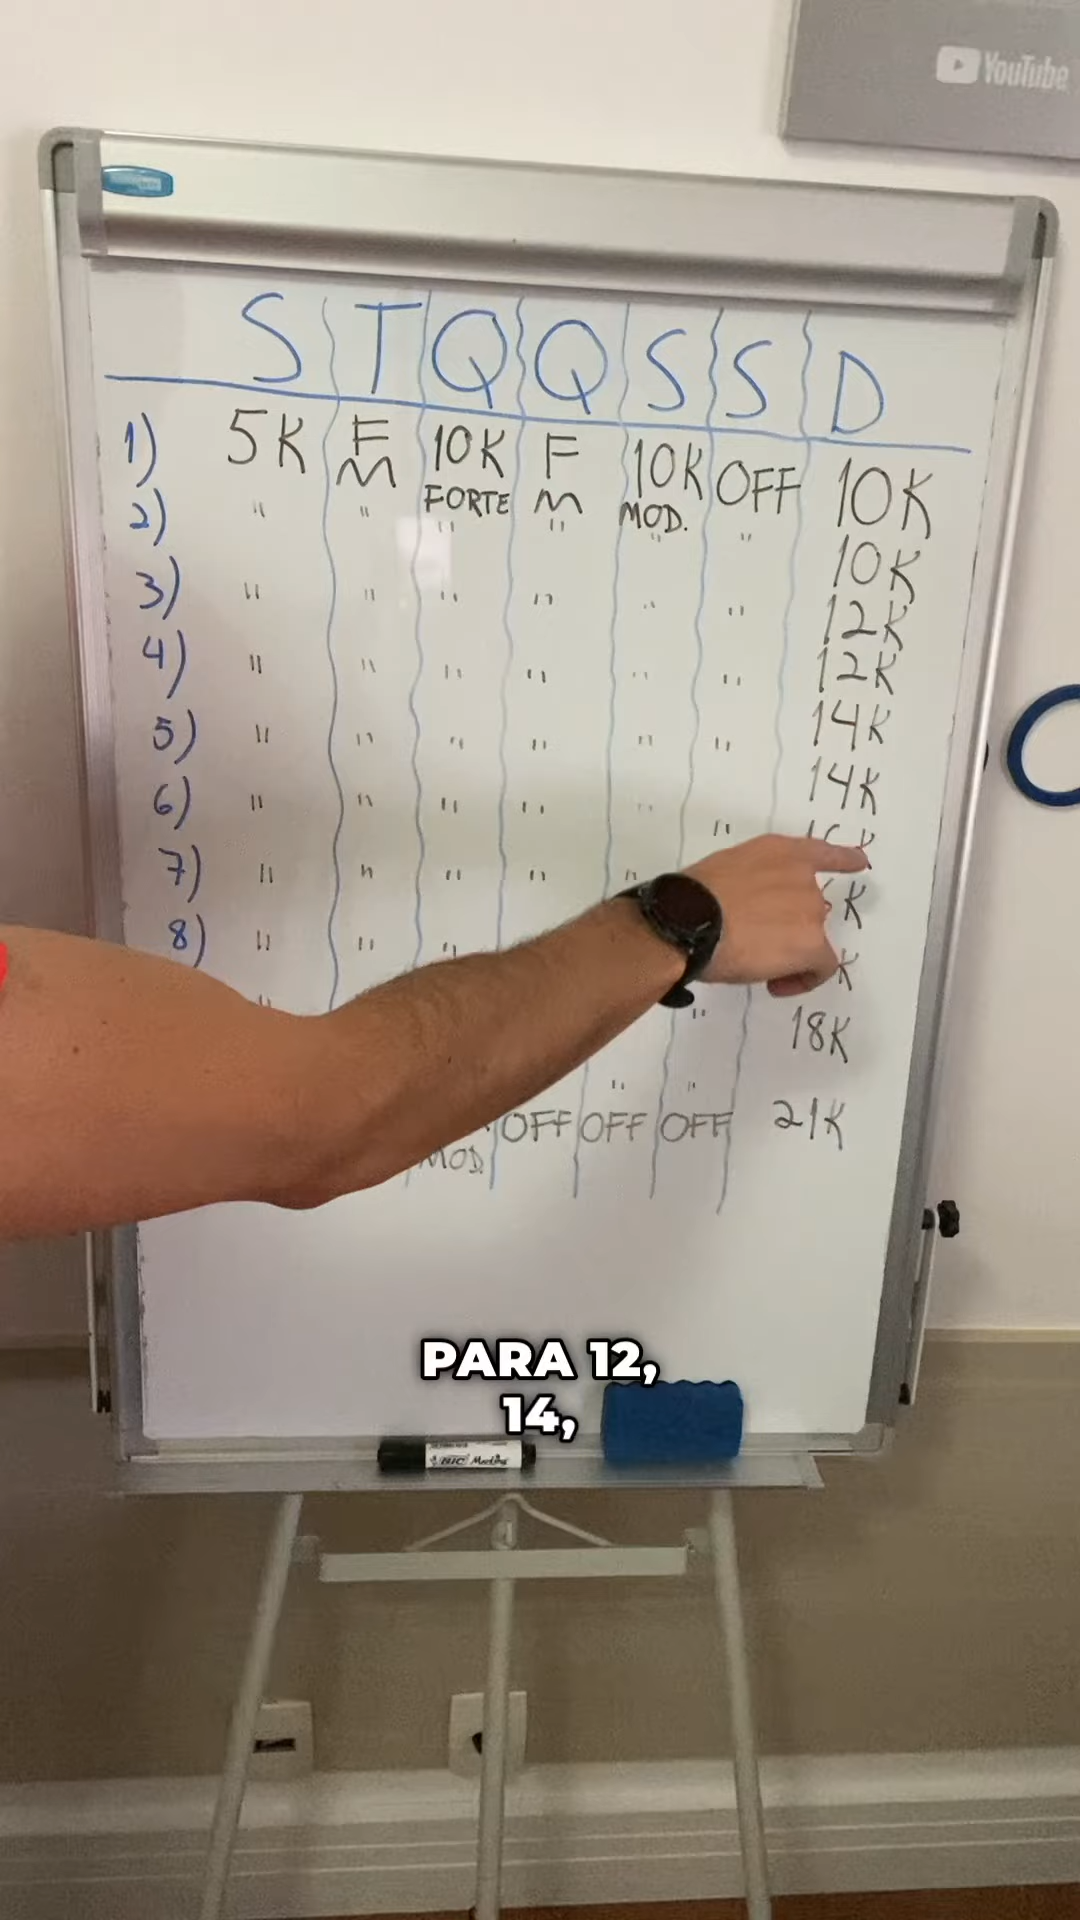 YouTube
S T Q Q S S D
1) 5K F M 10K FORTE F M 10K MOD. OFF 10K
2) " " " " " " 10K
3) " " " " " " 12K
4) " " " " " " 12K
5) " " " " " " 14K
6) " " " " " " 14K
7) " " " " "
8) " " "
" "
18K
" "
MOD. OFF OFF OFF 21K
PARA 12,
14,
BIC Marking